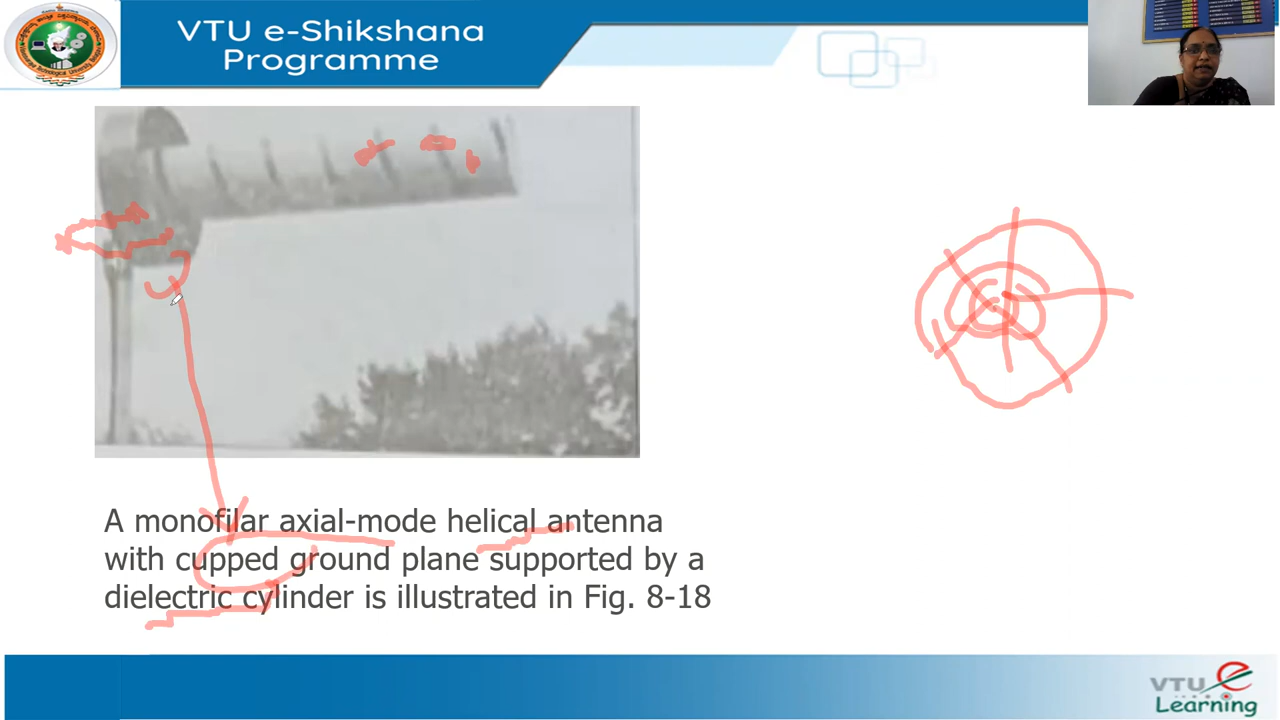 VTU e-Shikshana
Programme
A monofilar axial-mode helical antenna
with cupped ground plane supported by a
dielectric cylinder is illustrated in Fig. 8-18
VTU e
Learning